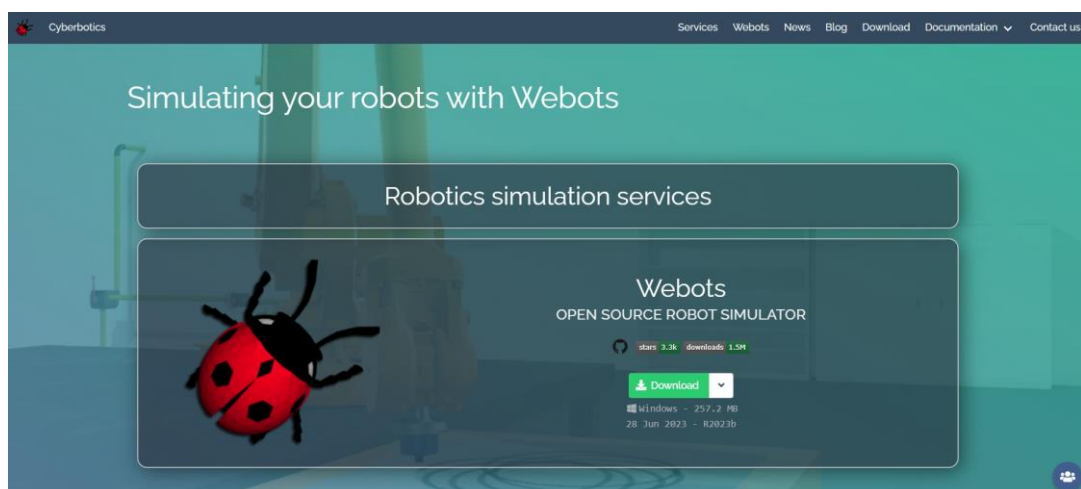 Cyberbotics Services Webots News Blog Download Documentation Contact us
Simulating your robots with Webots
Robotics simulation services
Webots
OPEN SOURCE ROBOT SIMULATOR
stars 3.3k downloads 1.5M
Download
Windows - 257.2 MB
28 Jun 2023 - R2023b